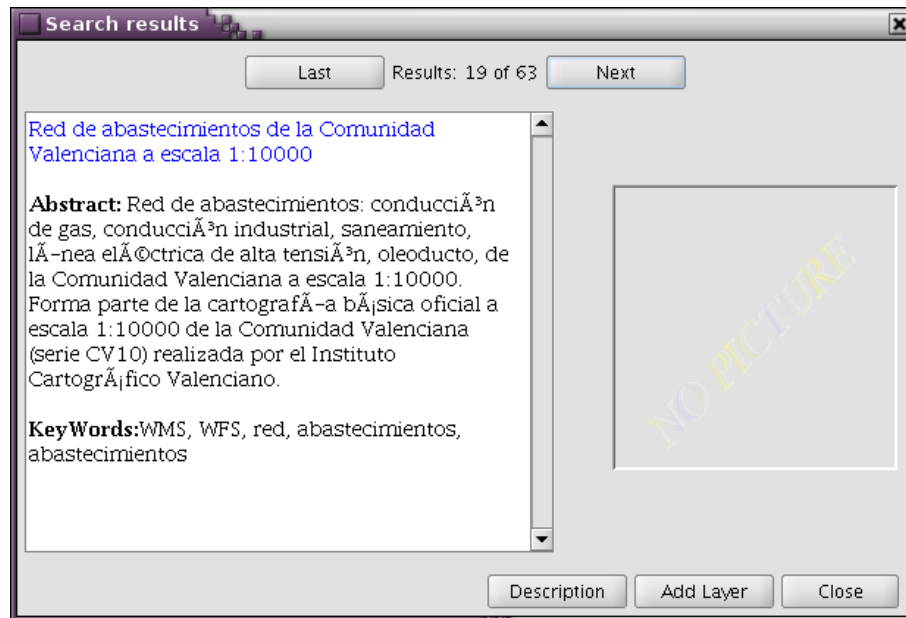 Search results
Last Results: 19 of 63 Next
Red de abastecimientos de la Comunidad
Valenciana a escala 1:10000
Abstract: Red de abastecimientos: conducciÃ³n
de gas, conducciÃ³n industrial, saneamiento,
lÃ­-nea elÃ©ctrica de alta tensiÃ³n, oleoducto, de
la Comunidad Valenciana a escala 1:10000.
Forma parte de la cartografÃ-a bÃ¡sica oficial a
escala 1:10000 de la Comunidad Valenciana
(serie CV10) realizada por el Instituto
CartogrÃ¡fico Valenciano.
KeyWords:WMS, WFS, red, abastecimientos,
abastecimientos
NO PICTURE
Description Add Layer Close